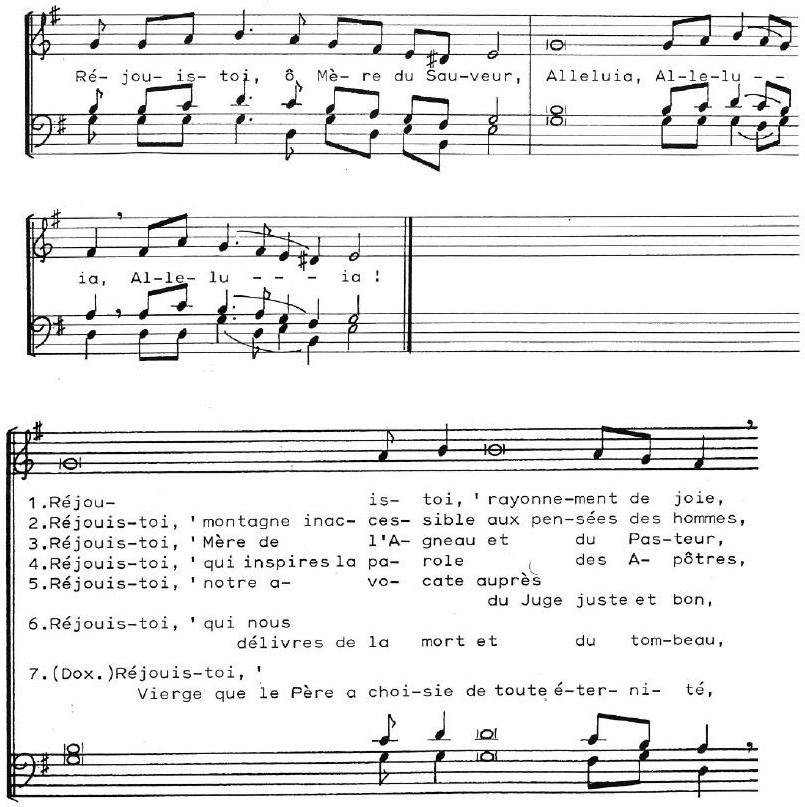 Ré- jou- is- toi, ô Mè- re du Sau-veur, Alleluia, Al-le-lu - -
ia, Al-le- lu - - - ia !
1.Réjou- is- toi, ' rayonne-ment de joie,
2.Réjouis-toi, ' montagne inac- ces- sible aux pen-sées des hommes,
3.Réjouis-toi, ' Mère de l'A- gneau et du Pas-teur,
4.Réjouis-toi, ' qui inspires la pa- role des A- pôtres,
5.Réjouis-toi, ' notre a- vo- cate auprès
du Juge juste et bon,
6.Réjouis-toi, ' qui nous
délivres de la mort et du tom-beau,
7.(Dox.)Réjouis-toi, '
Vierge que le Père a choi-sie de toute é-ter- ni- té,